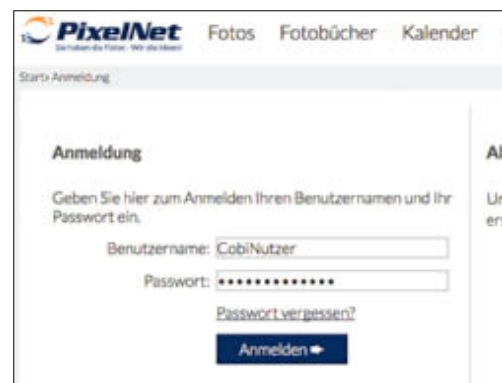 PixelNet
Sie haben die Fotos. Wir die Ideen!
Fotos Fotobücher Kalender
Start› Anmeldung
Anmeldung
Geben Sie hier zum Anmelden Ihren Benutzernamen und Ihr
Passwort ein.
Benutzername: CobiNutzer
Passwort: •••••••••••••
Passwort vergessen?
Anmelden